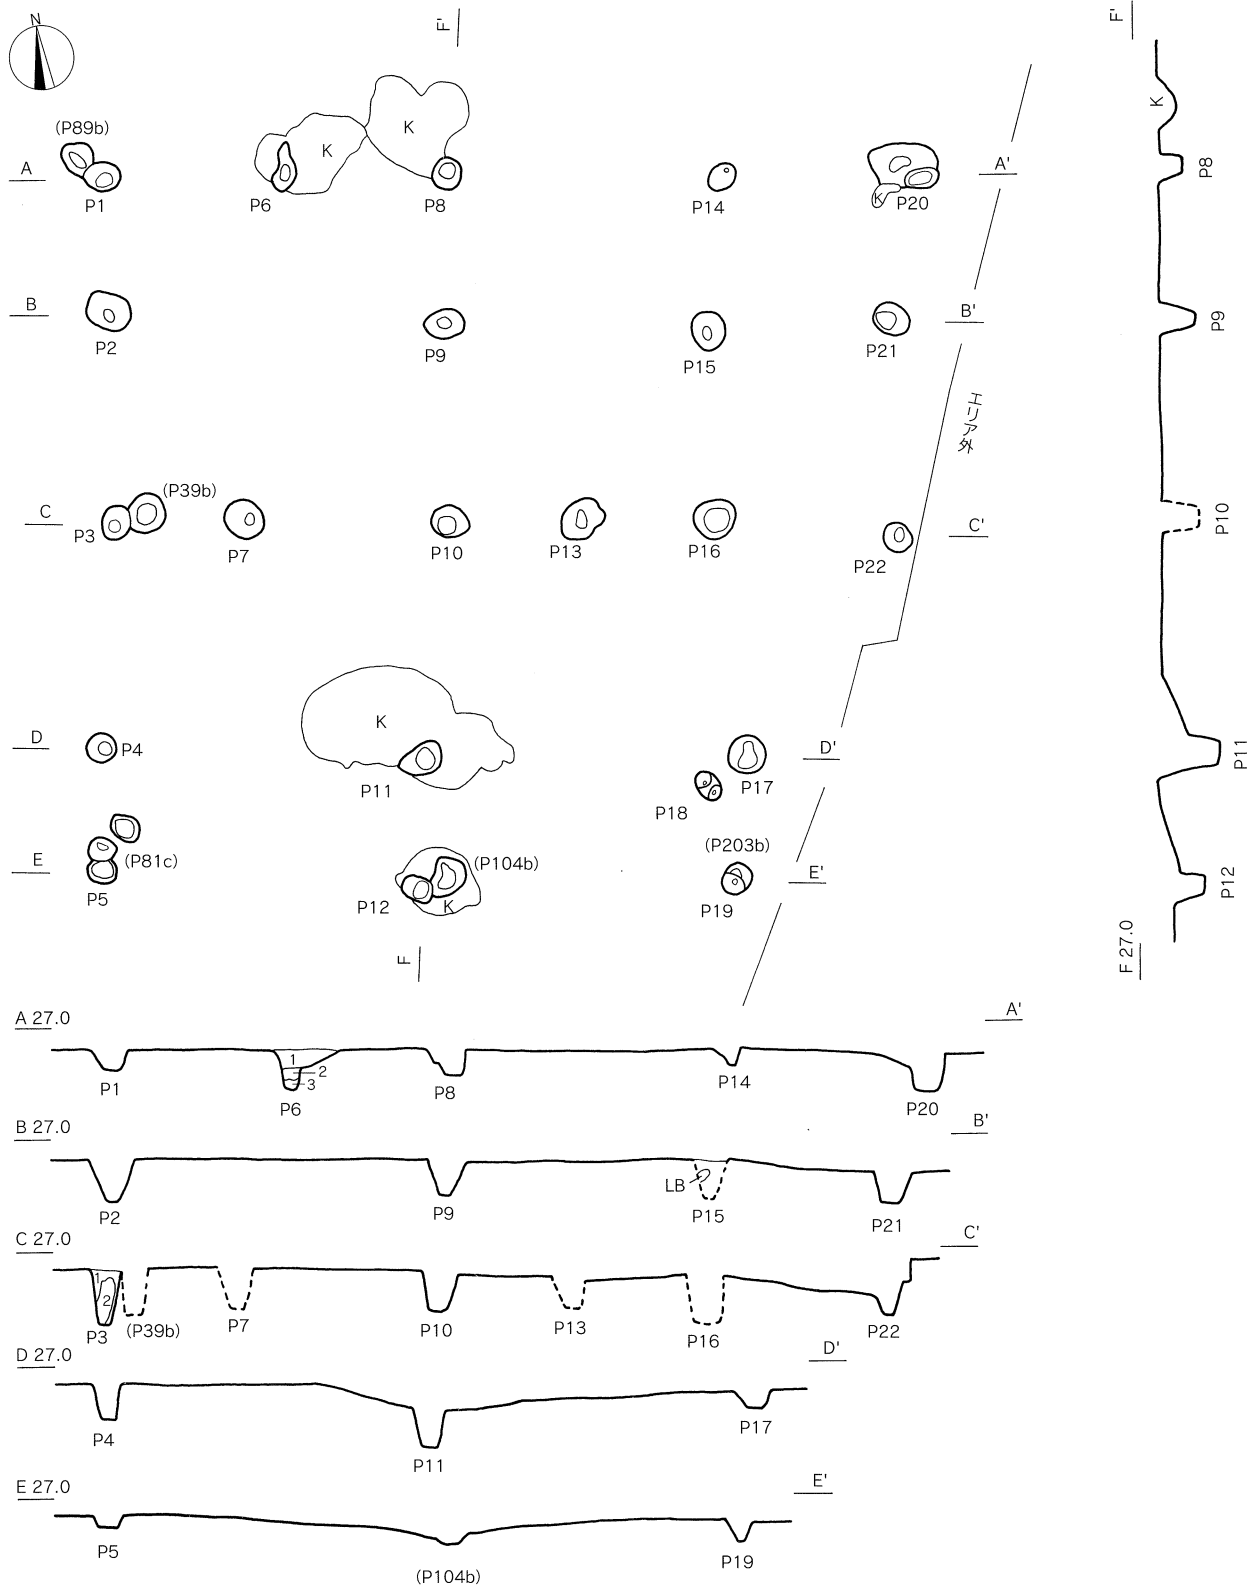 N
F'
F'
(P89b)
K
K
K
A
A'
P1
P6
P8
P14
K
P20
P8
B
B'
P2
P9
P15
P21
P9
エリア外
C
(P39b)
C'
P3
P7
P10
P13
P16
P22
P10
K
D
P4
D'
P11
P17
P18
P11
E
(P81c)
(P104b)
(P203b)
E'
P5
P12
K
P19
P12
F
F 27.0
A 27.0
A'
1
2
3
P1
P6
P8
P14
P20
B 27.0
B'
LB
P2
P9
P15
P21
C 27.0
C'
1
2
P3
(P39b)
P7
P10
P13
P16
P22
D 27.0
D'
P4
P11
P17
E 27.0
E'
P5
(P104b)
P19